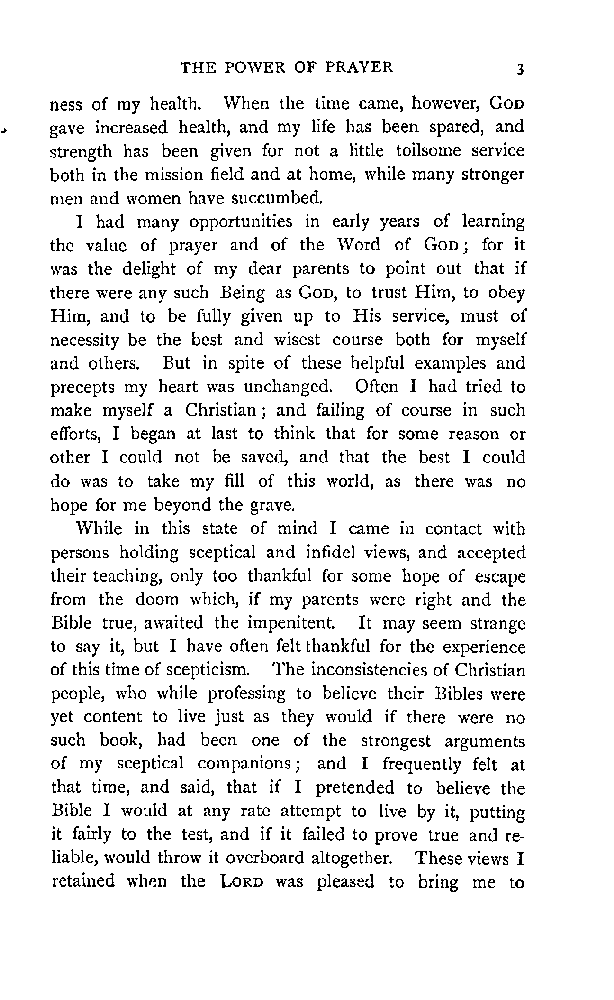 THE POWER OF PRAYER 3
ness of my health. When the time came, however, GOD
gave increased health, and my life has been spared, and
strength has been given for not a little toilsome service
both in the mission field and at home, while many stronger
men and women have succumbed.
I had many opportunities in early years of learning
the value of prayer and of the Word of GOD; for it
was the delight of my dear parents to point out that if
there were any such Being as GOD, to trust Him, to obey
Him, and to be fully given up to His service, must of
necessity be the best and wisest course both for myself
and others. But in spite of these helpful examples and
precepts my heart was unchanged. Often I had tried to
make myself a Christian; and failing of course in such
efforts, I began at last to think that for some reason or
other I could not be saved, and that the best I could
do was to take my fill of this world, as there was no
hope for me beyond the grave.
While in this state of mind I came in contact with
persons holding sceptical and infidel views, and accepted
their teaching, only too thankful for some hope of escape
from the doom which, if my parents were right and the
Bible true, awaited the impenitent. It may seem strange
to say it, but I have often felt thankful for the experience
of this time of scepticism. The inconsistencies of Christian
people, who while professing to believe their Bibles were
yet content to live just as they would if there were no
such book, had been one of the strongest arguments
of my sceptical companions; and I frequently felt at
that time, and said, that if I pretended to believe the
Bible I would at any rate attempt to live by it, putting
it fairly to the test, and if it failed to prove true and re-
liable, would throw it overboard altogether. These views I
retained when the LORD was pleased to bring me to